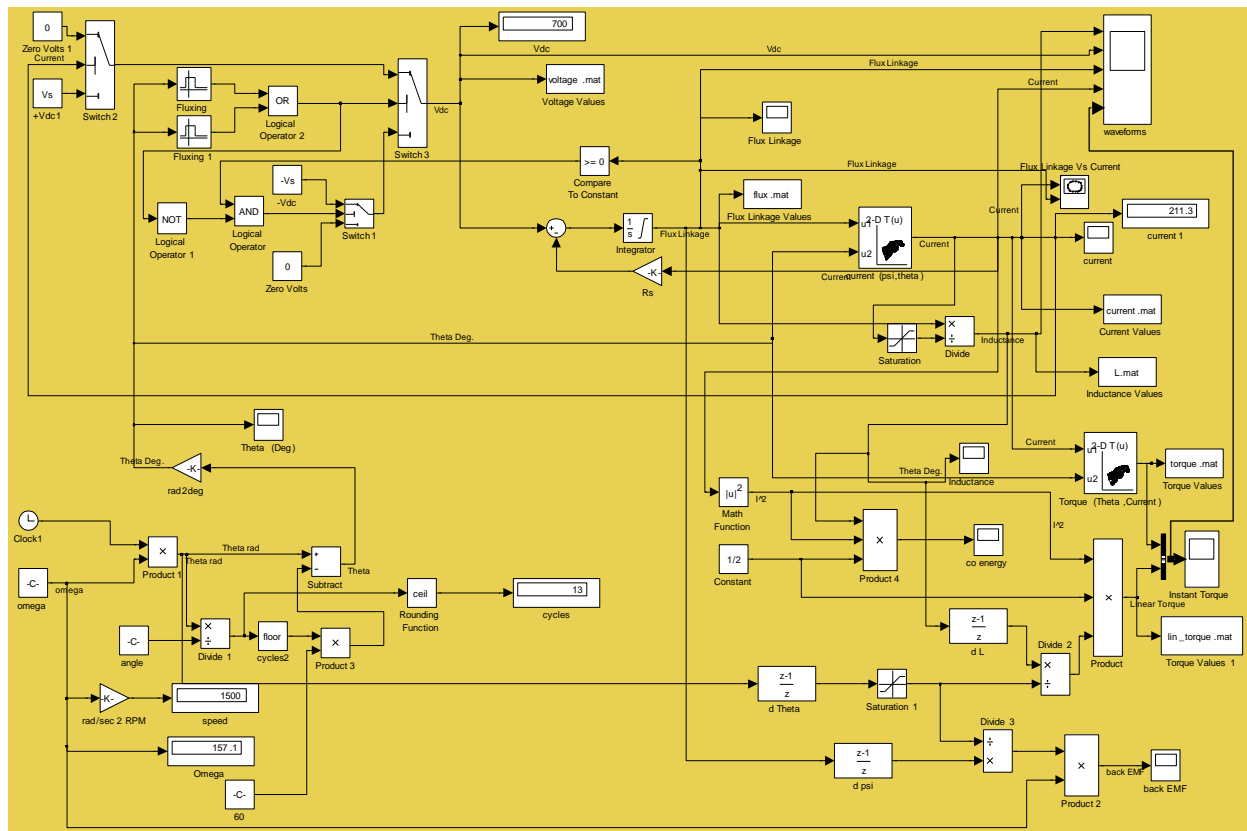 0
Zero Volts 1
Current
Vs
+Vdc1
Switch 2
Fluxing
Fluxing 1
OR
Logical
Operator 2
Switch 3
Vdc
700
Vdc
voltage .mat
Voltage Values
Vdc
Flux Linkage
Current
waveforms
Flux Linkage
>= 0
Compare
To Constant
Flux Linkage
Flux Linkage Vs Current
-Vs
-Vdc
NOT
Logical
Operator 1
AND
Logical
Operator
Switch 1
0
Zero Volts
+
−
1
s
Integrator
Flux Linkage
flux .mat
Flux Linkage Values
2-D T(u)
u1
u2
Current
Current
current (psi,theta )
Current
211.3
current 1
current
-K-
Rs
Theta Deg.
Saturation
×
÷
Divide
Inductance
current .mat
Current Values
L.mat
Inductance Values
Theta (Deg)
Theta Deg.
-K-
rad2deg
Current
2-D T(u)
u1
u2
Torque (Theta ,Current )
torque .mat
Torque Values
Theta Deg.
Inductance
|u|
2
Math
Function
I^2
I^2
Clock1
×
Product 1
Theta rad
Theta rad
+
−
Subtract
Theta
-C-
omega
omega
1/2
Constant
×
Product 4
co energy
×
Product
Linear Torque
Instant Torque
lin _torque .mat
Torque Values 1
ceil
Rounding
Function
13
cycles
-C-
angle
×
÷
Divide 1
floor
cycles2
×
Product 3
z-1
z
d L
Divide 2
×
÷
-K-
rad/sec 2 RPM
1500
speed
z-1
z
d Theta
Saturation 1
157 .1
Omega
-C-
60
z-1
z
d psi
Divide 3
÷
×
×
Product 2
back EMF
back EMF